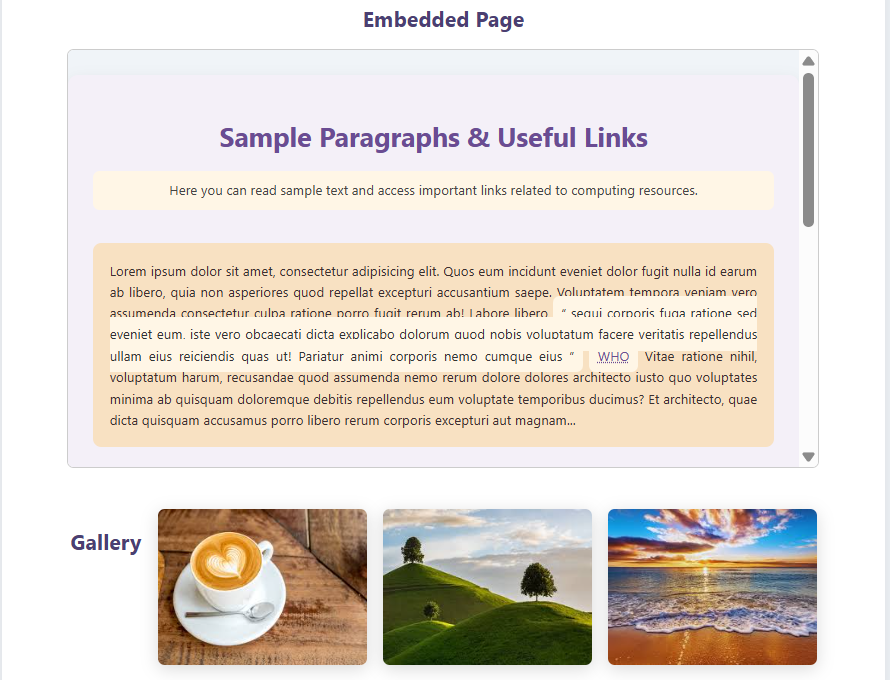 Embedded Page
Sample Paragraphs & Useful Links
Here you can read sample text and access important links related to computing resources.
Lorem ipsum dolor sit amet, consectetur adipisicing elit. Quos eum incidunt eveniet dolor fugit nulla id earum
ab libero, quia non asperiores quod repellat excepturi accusantium saepe. Voluptatem tempora veniam vero
assumenda consectetur culpa ratione porro fugit rerum ab! Labore libero “ sequi corporis fuga ratione sed
eveniet eum, iste vero obcaecati dicta explicabo dolorum quod nobis voluptatum facere veritatis repellendus
ullam eius reiciendis quas ut! Pariatur animi corporis nemo cumque eius ” WHO Vitae ratione nihil,
voluptatum harum, recusandae quod assumenda nemo rerum dolore dolores architecto iusto quo voluptates
minima ab quisquam doloremque debitis repellendus eum voluptate temporibus ducimus? Et architecto, quae
dicta quisquam accusamus porro libero rerum corporis excepturi aut magnam...
Gallery